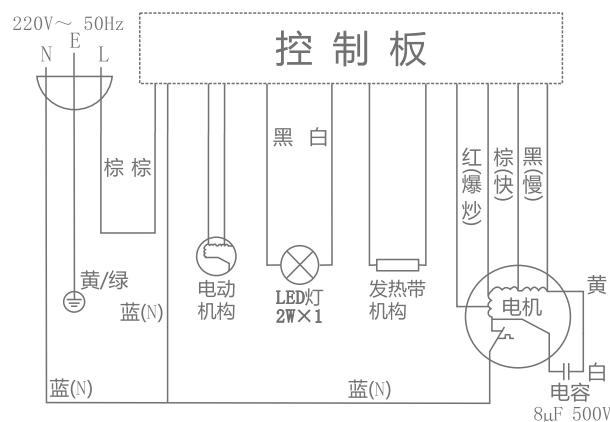 220V～ 50Hz
N E L
控制板
棕 棕
黑 白
红(爆炒)
棕(快)
黑(慢)
黄/绿
蓝(N)
电动
机构
LED灯
2W×1
发热带
机构
电机
黄
白
电容
8μF 500V
蓝(N)
蓝(N)